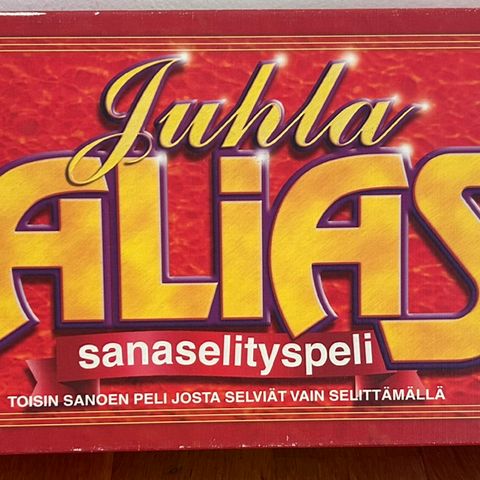 Juhla
ALIAS
sanaselityspeli
TOISIN SANOEN PELI JOSTA SELVIÄT VAIN SELITTÄMÄLLÄ